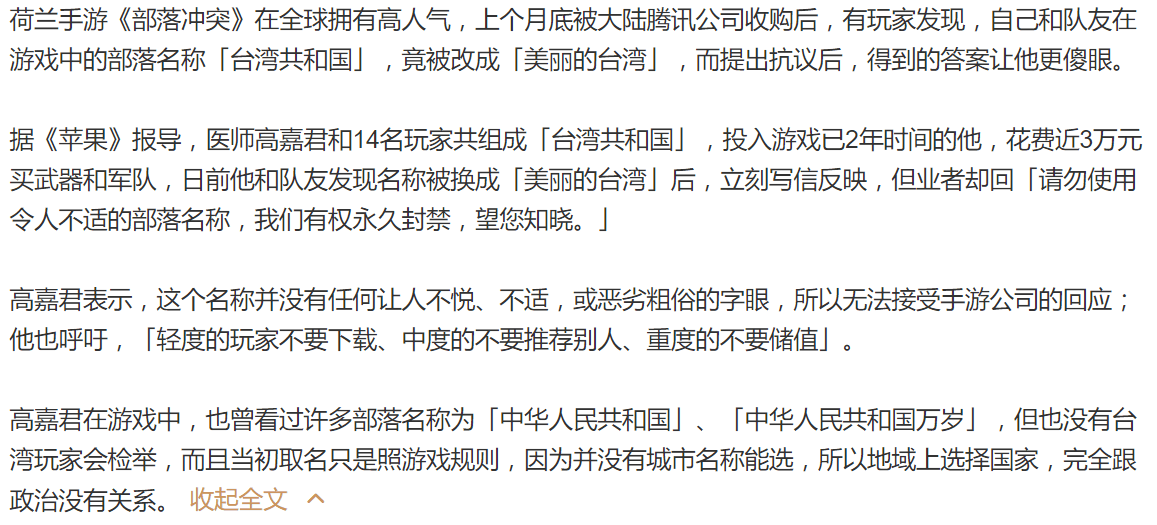 荷兰手游《部落冲突》在全球拥有高人气，上个月底被大陆腾讯公司收购后，有玩家发现，自己和队友在
游戏中的部落名称「台湾共和国」，竟被改成「美丽的台湾」，而提出抗议后，得到的答案让他更傻眼。
据《苹果》报导，医师高嘉君和14名玩家共组成「台湾共和国」，投入游戏已2年时间的他，花费近3万元
买武器和军队，日前他和队友发现名称被换成「美丽的台湾」后，立刻写信反映，但业者却回「请勿使用
令人不适的部落名称，我们有权永久封禁，望您知晓。」
高嘉君表示，这个名称并没有任何让人不悦、不适，或恶劣粗俗的字眼，所以无法接受手游公司的回应；
他也呼吁，「轻度的玩家不要下载、中度的不要推荐别人、重度的不要储值」。
高嘉君在游戏中，也曾看过许多部落名称为「中华人民共和国」、「中华人民共和国万岁」，但也没有台
湾玩家会检举，而且当初取名只是照游戏规则，因为并没有城市名称能选，所以地域上选择国家，完全跟
政治没有关系。 收起全文